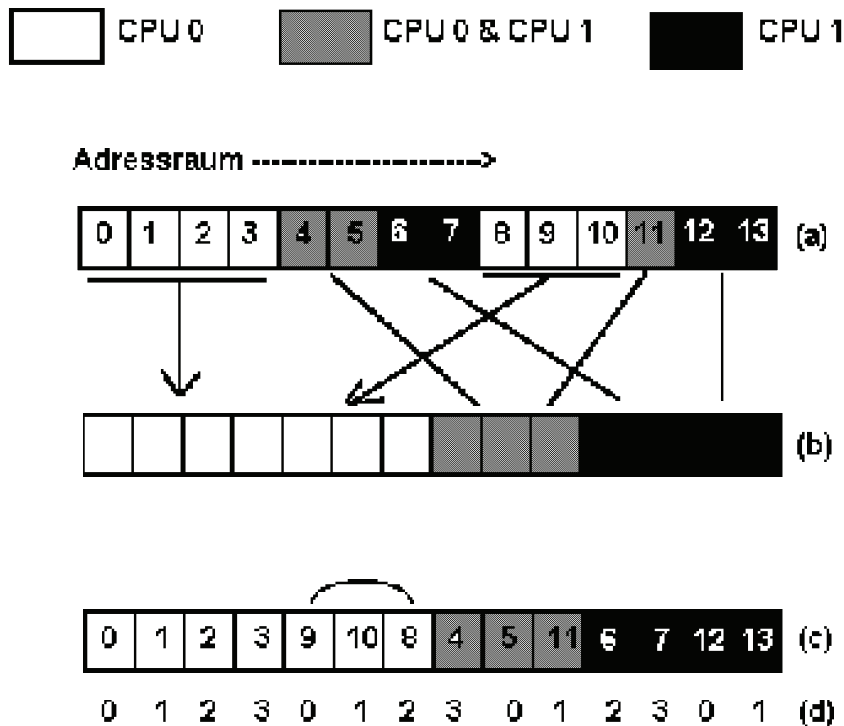 CPU 0 CPU 0 & CPU 1 CPU 1
Adressraum ----------------------->
0 1 2 3 4 5 6 7 8 9 10 11 12 13 (a)
(b)
0 1 2 3 9 10 8 4 5 11 6 7 12 13 (c)
0 1 2 3 0 1 2 3 0 1 2 3 0 1 (d)